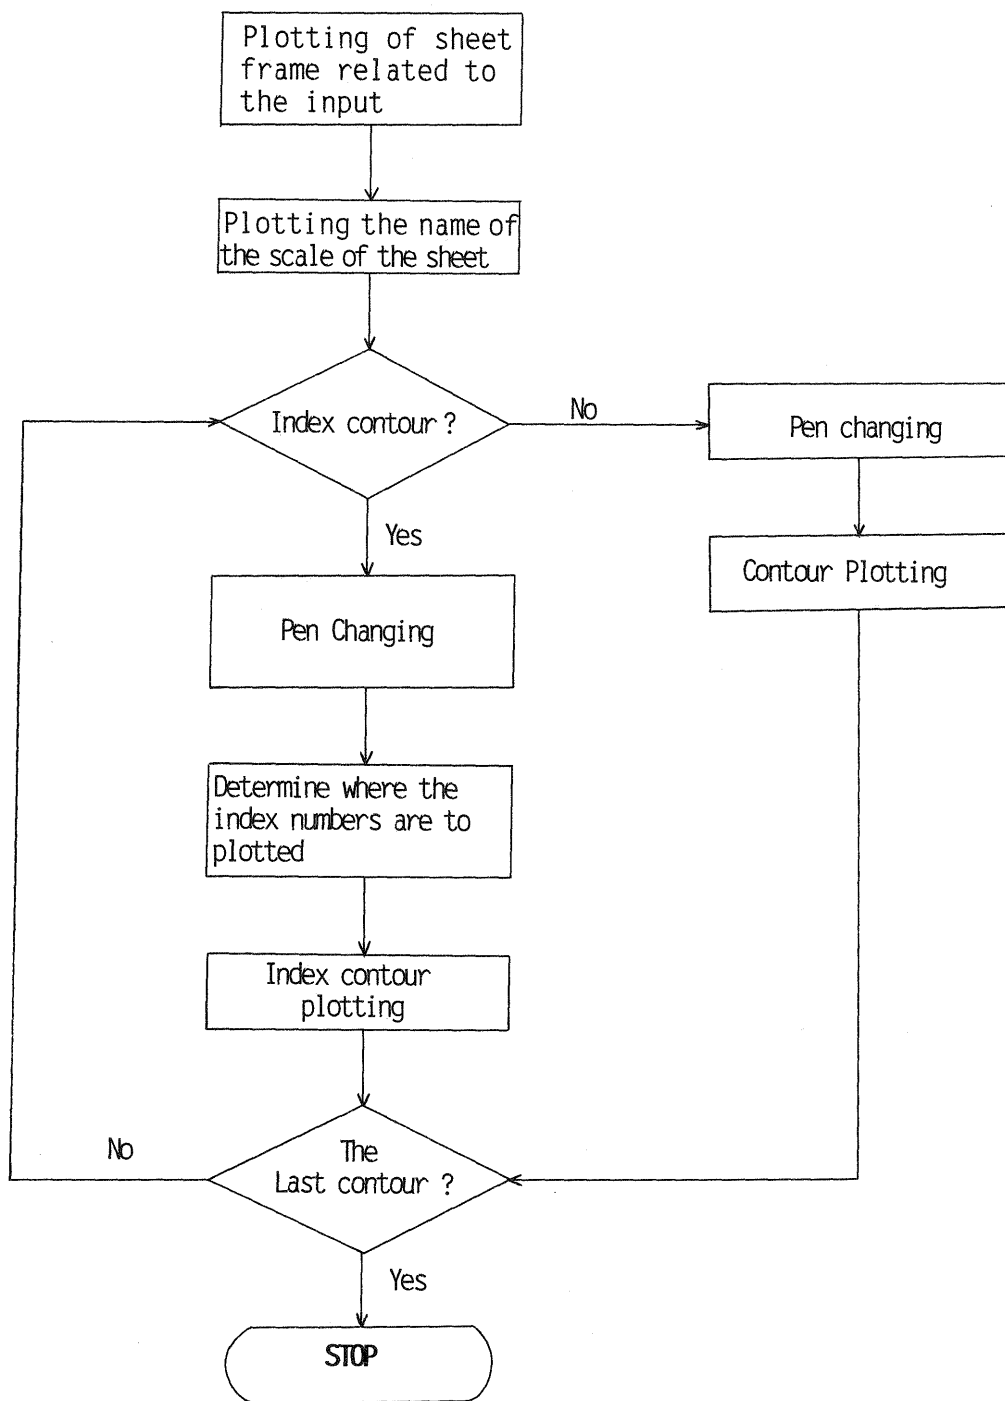 Plotting of sheet
frame related to
the input
Plotting the name of
the scale of the sheet
Index contour ?
No
Pen changing
Yes
Contour Plotting
Pen Changing
Determine where the
index numbers are to
plotted
Index contour
plotting
No
The
Last contour ?
Yes
STOP